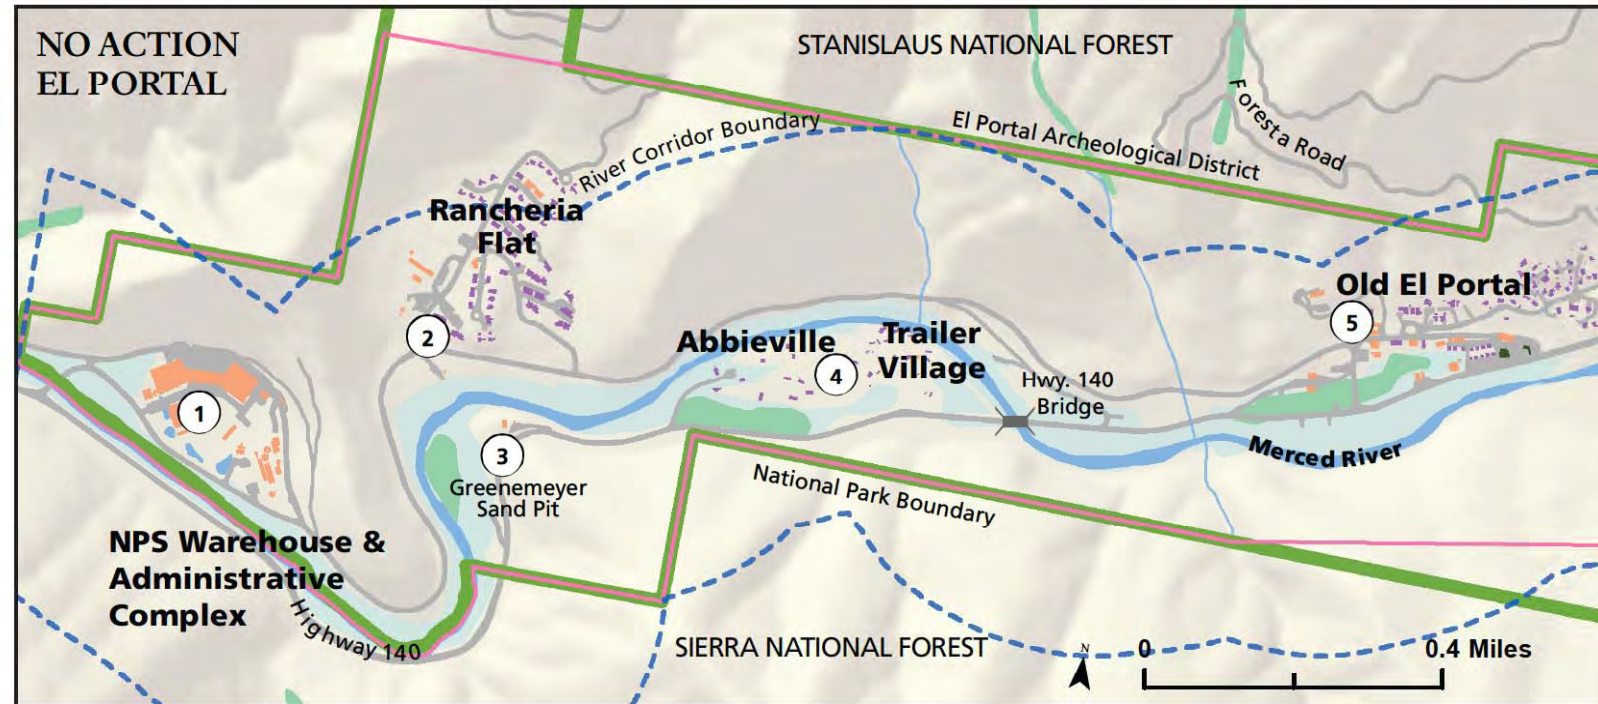 NO ACTION
EL PORTAL
STANISLAUS NATIONAL FOREST
Foresta Road
El Portal Archeological District
River Corridor Boundary
Rancheria
Flat
Old El Portal
5
2
Abbieville
Trailer
Village
4
Hwy. 140
Bridge
1
3
Greenemeyer
Sand Pit
Merced River
National Park Boundary
NPS Warehouse &
Administrative
Complex
Highway 140
SIERRA NATIONAL FOREST
N
0
0.4 Miles